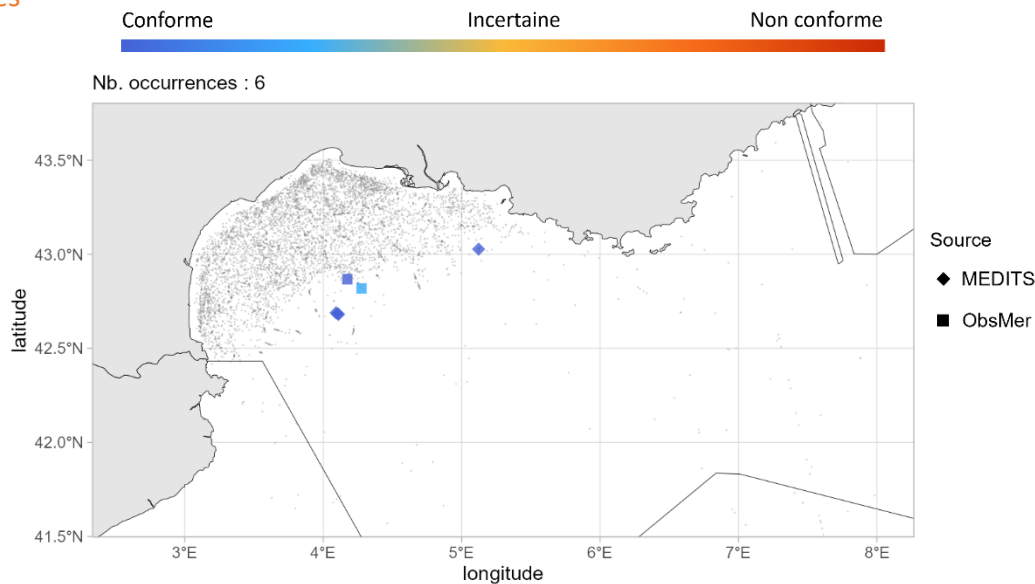 es
Conforme Incertaine Non conforme
Nb. occurrences : 6
43.5°N
43.0°N
42.5°N
42.0°N
41.5°N
latitude
3°E 4°E 5°E 6°E 7°E 8°E
longitude
Source
MEDITS
ObsMer